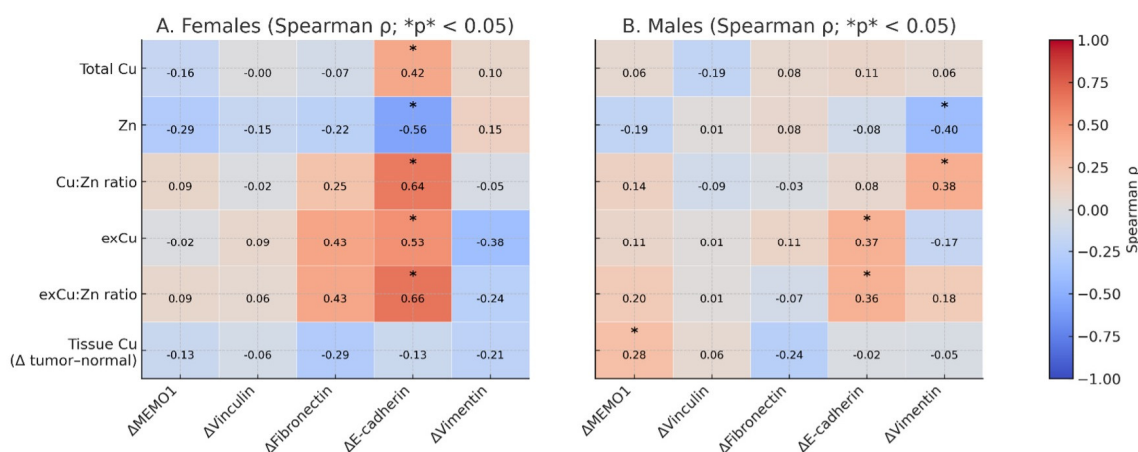 A. Females (Spearman ρ; *p* < 0.05)
B. Males (Spearman ρ; *p* < 0.05)
Total Cu
* *
-0.16 -0.00 -0.07 0.42 0.10
0.06 -0.19 0.08 0.11 0.06
Zn
-0.29 -0.15 -0.22 -0.56 0.15
-0.19 0.01 0.08 -0.08 -0.40
* *
Cu:Zn ratio
0.09 -0.02 0.25 0.64 -0.05
0.14 -0.09 -0.03 0.08 0.38
* *
exCu
-0.02 0.09 0.43 0.53 -0.38
0.11 0.01 0.11 0.37 -0.17
* *
exCu:Zn ratio
0.09 0.06 0.43 0.66 -0.24
0.20 0.01 -0.07 0.36 0.18
* *
Tissue Cu
(Δ tumor–normal)
-0.13 -0.06 -0.29 -0.13 -0.21
*
0.28 0.06 -0.24 -0.02 -0.05
ΔMEMO1
ΔVinculin
ΔFibronectin
ΔE-cadherin
ΔVimentin
ΔMEMO1
ΔVinculin
ΔFibronectin
ΔE-cadherin
ΔVimentin
1.00
0.75
0.50
0.25
0.00
−0.25
−0.50
−0.75
−1.00
Spearman ρ